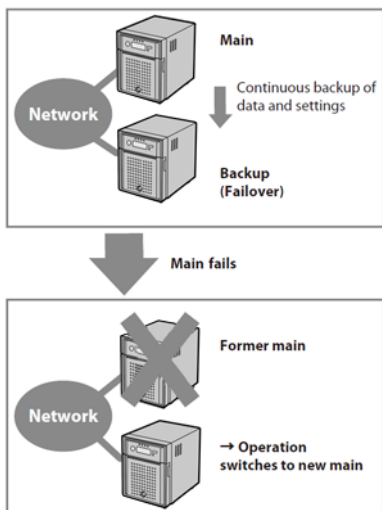 Main
Continuous backup of
data and settings
Network
Backup
(Failover)
Main fails
Former main
Network
→ Operation
switches to new main